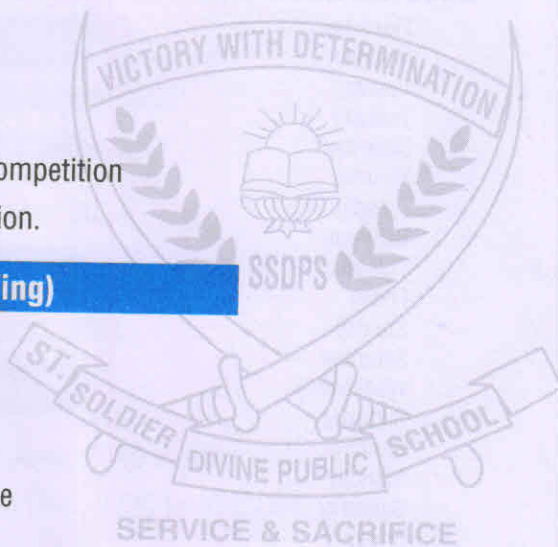 VICTORY WITH DETERMINATION
ompetition
ion.
SSDPS
ing)
ST. SOLDIER DIVINE PUBLIC SCHOOL
e
SERVICE & SACRIFICE